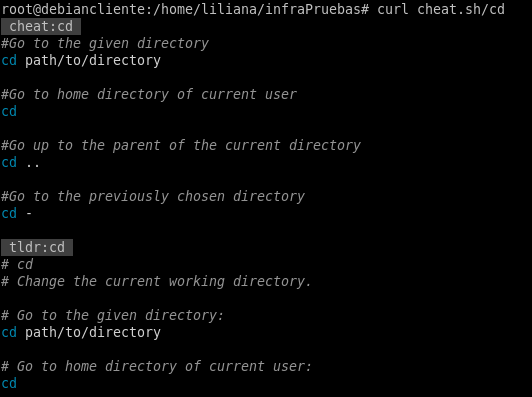 root@debiancliente:/home/liliana/infraPruebas# curl cheat.sh/cd
cheat:cd
#Go to the given directory
cd path/to/directory
#Go to home directory of current user
cd
#Go up to the parent of the current directory
cd ..
#Go to the previously chosen directory
cd -
tldr:cd
# cd
# Change the current working directory.
# Go to the given directory:
cd path/to/directory
# Go to home directory of current user:
cd